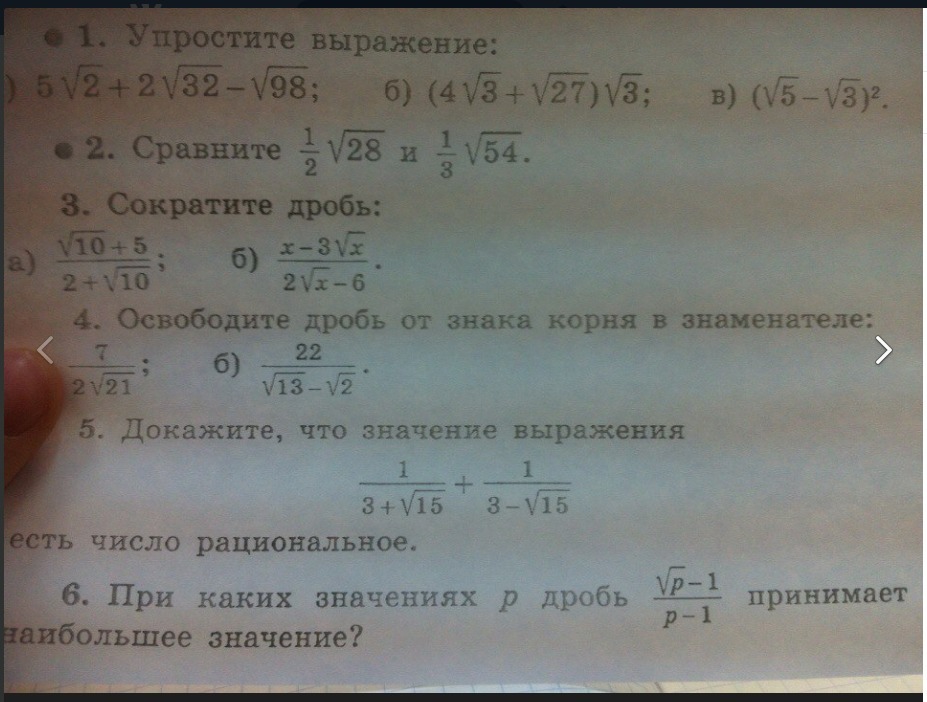 1. Упростите выражение:
) 5√2 + 2√32 − √98; б) (4√3 + √27)√3; в) (√5 − √3)².
2. Сравните 1/2 √28 и 1/3 √54.
3. Сократите дробь:
а) (√10 + 5)/(2 + √10); б) (x − 3√x)/(2√x − 6).
4. Освободите дробь от знака корня в знаменателе:
7/(2√21); б) 22/(√13 − √2).
5. Докажите, что значение выражения
1/(3 + √15) + 1/(3 − √15)
есть число рациональное.
6. При каких значениях p дробь (√p − 1)/(p − 1) принимает
наибольшее значение?